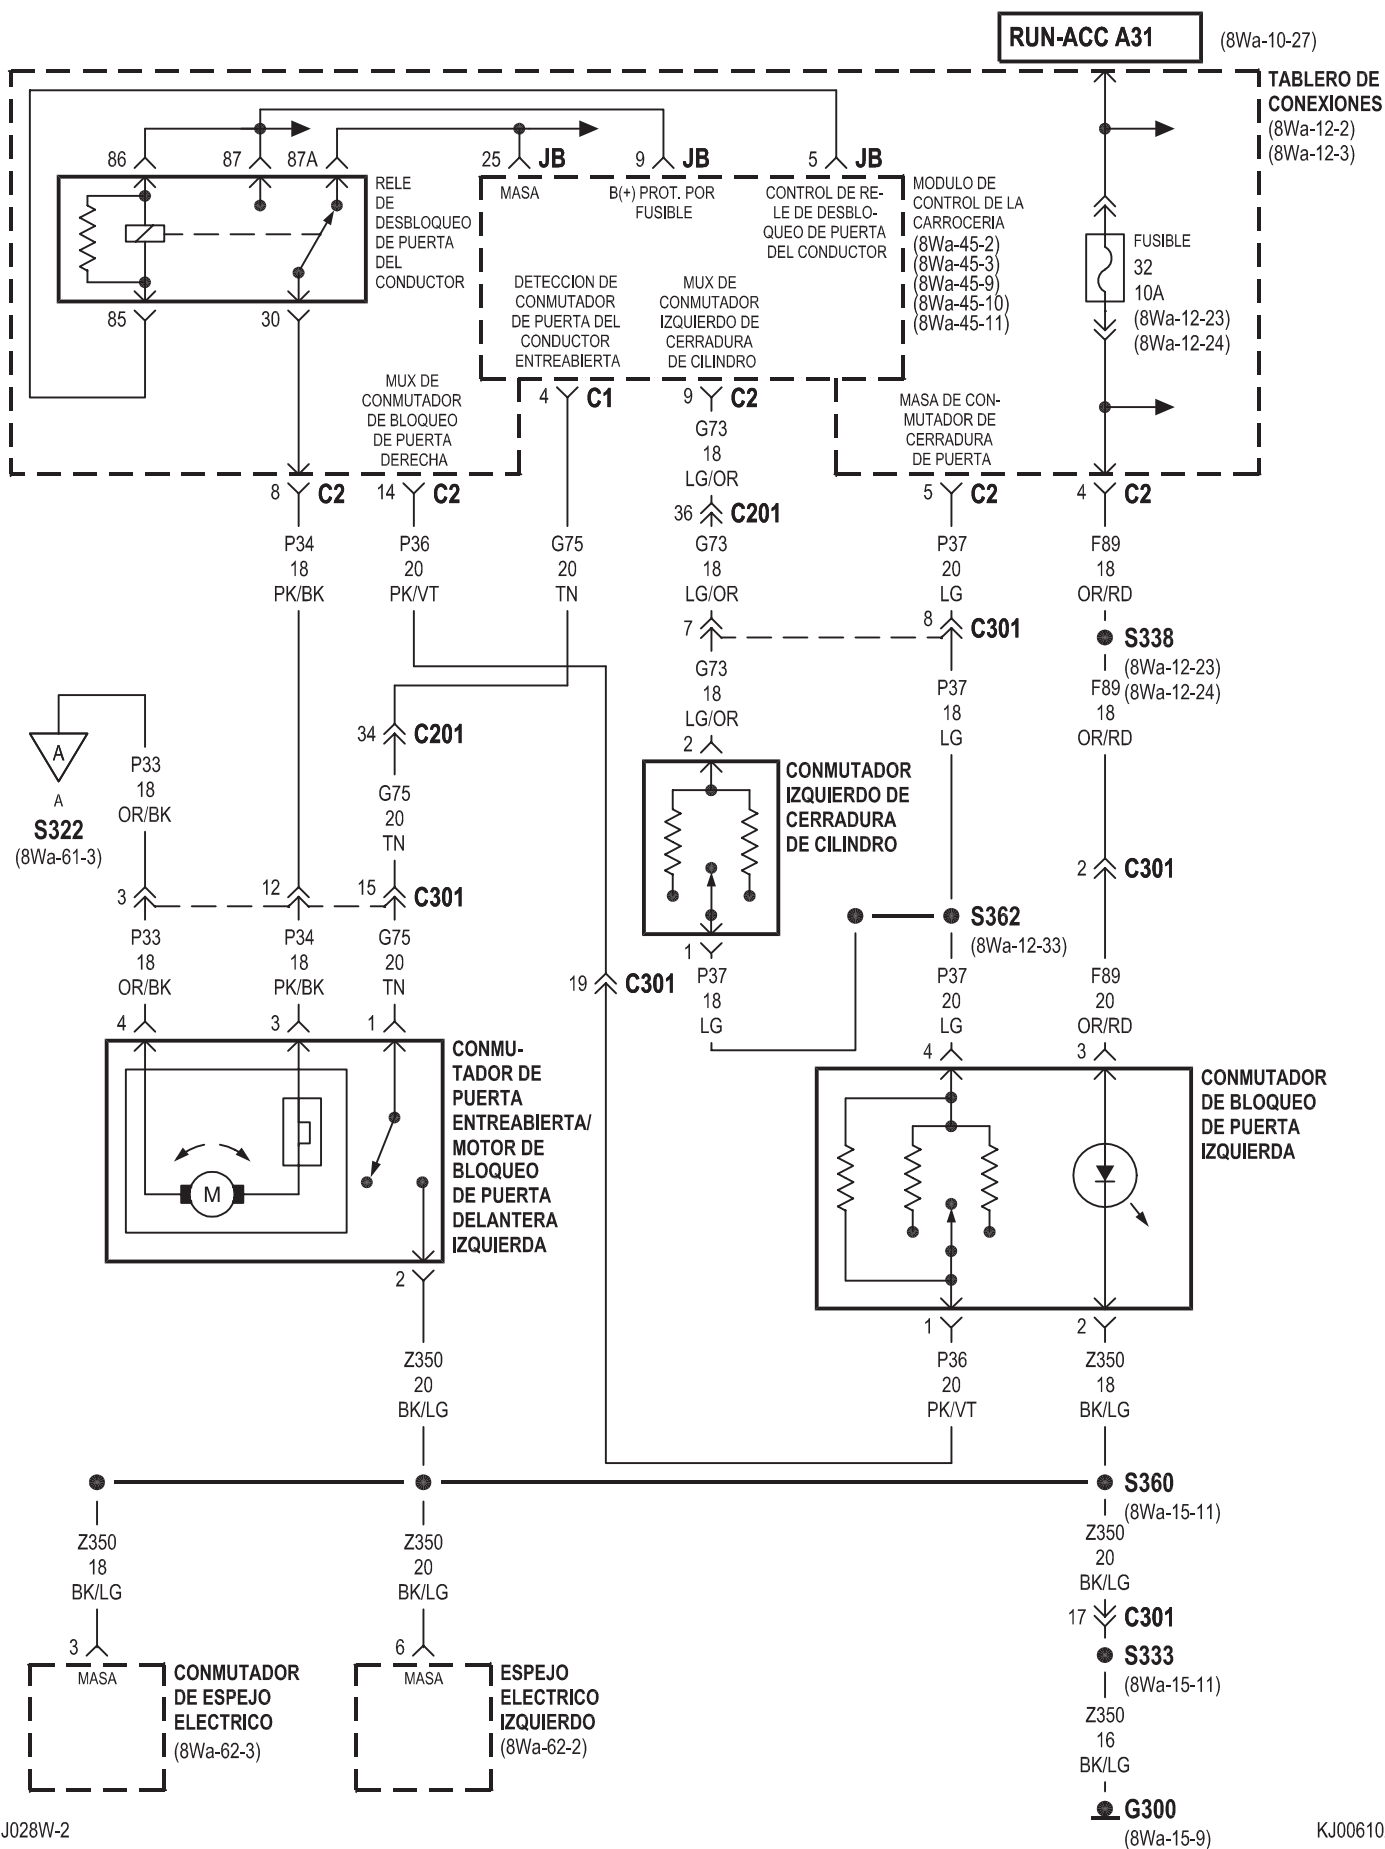 RUN-ACC A31
(8Wa-10-27)
TABLERO DE
CONEXIONES
(8Wa-12-2)
(8Wa-12-3)
86
87
87A
25
JB
9
JB
5
JB
RELE
DE
DESBLOQUEO
DE PUERTA
DEL
CONDUCTOR
MASA
B(+) PROT. POR
FUSIBLE
CONTROL DE RE-
LE DE DESBLO-
QUEO DE PUERTA
DEL CONDUCTOR
MODULO DE
CONTROL DE LA
CARROCERIA
(8Wa-45-2)
(8Wa-45-3)
(8Wa-45-9)
(8Wa-45-10)
(8Wa-45-11)
FUSIBLE
32
10A
(8Wa-12-23)
(8Wa-12-24)
DETECCION DE
CONMUTADOR
DE PUERTA DEL
CONDUCTOR
ENTREABIERTA
MUX DE
CONMUTADOR
IZQUIERDO DE
CERRADURA
DE CILINDRO
85
30
MUX DE
CONMUTADOR
DE BLOQUEO
DE PUERTA
DERECHA
4
C1
9
C2
MASA DE CON-
MUTADOR DE
CERRADURA
DE PUERTA
G73
18
LG/OR
8
C2
14
C2
5
C2
4
C2
36
C201
P34
18
PK/BK
P36
20
PK/VT
G75
20
TN
G73
18
LG/OR
P37
20
LG
F89
18
OR/RD
7
8
C301
S338
(8Wa-12-23)
(8Wa-12-24)
G73
18
LG/OR
P37
18
LG
F89
18
OR/RD
A
A
S322
(8Wa-61-3)
P33
18
OR/BK
34
C201
G75
20
TN
2
CONMUTADOR
IZQUIERDO DE
CERRADURA
DE CILINDRO
2
C301
3
12
15
C301
S362
(8Wa-12-33)
P33
18
OR/BK
P34
18
PK/BK
G75
20
TN
19
C301
1
P37
18
LG
P37
20
LG
F89
20
OR/RD
4
3
1
4
3
CONMU-
TADOR DE
PUERTA
ENTREABIERTA/
MOTOR DE
BLOQUEO
DE PUERTA
DELANTERA
IZQUIERDA
M
CONMUTADOR
DE BLOQUEO
DE PUERTA
IZQUIERDA
2
1
2
Z350
20
BK/LG
P36
20
PK/VT
Z350
18
BK/LG
S360
(8Wa-15-11)
Z350
18
BK/LG
Z350
20
BK/LG
Z350
20
BK/LG
17
C301
3
MASA
CONMUTADOR
DE ESPEJO
ELECTRICO
(8Wa-62-3)
6
MASA
ESPEJO
ELECTRICO
IZQUIERDO
(8Wa-62-2)
S333
(8Wa-15-11)
Z350
16
BK/LG
G300
(8Wa-15-9)
J028W-2
KJ00610